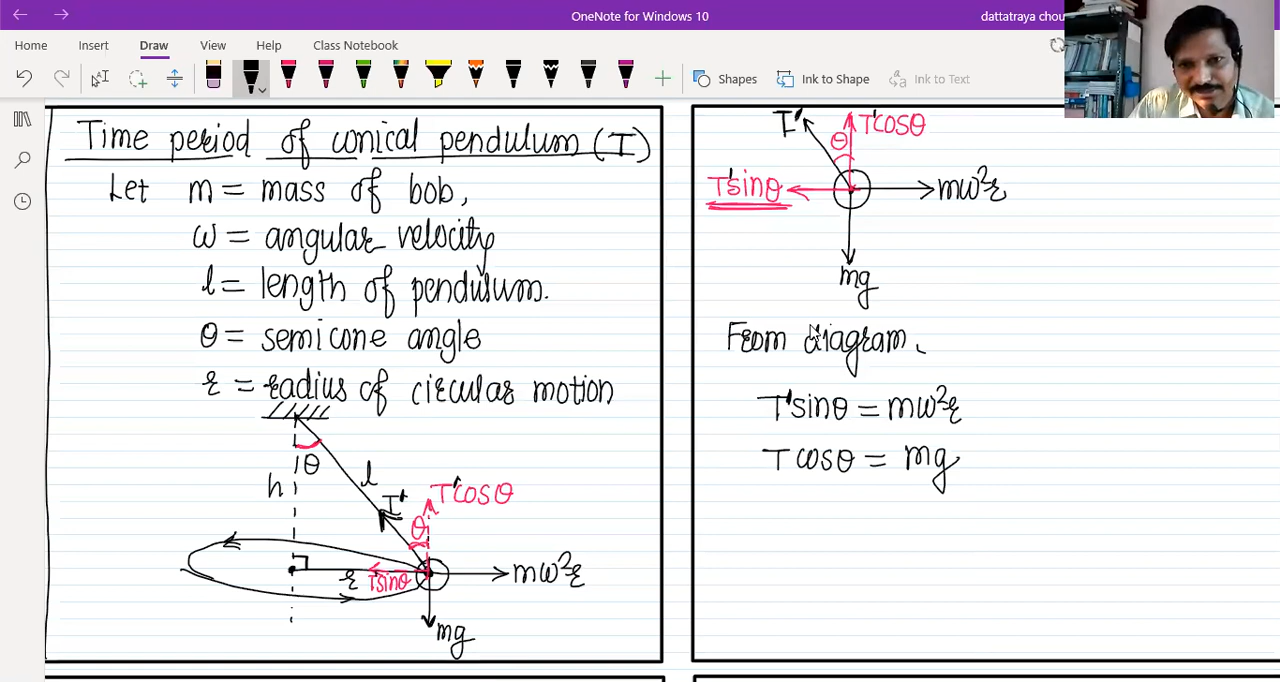 OneNote for Windows 10
dattatraya chou
Home Insert Draw View Help Class Notebook
Shapes Ink to Shape Ink to Text
Time period of conical pendulum (T)
Let m = mass of bob,
ω = angular velocity
l = length of pendulum.
θ = semicone angle
r = radius of circular motion
θ
h
l
T'
T'cosθ
θ
r
T'sinθ
mω²r
mg
T'
T'cosθ
θ
T'sinθ
mω²r
mg
From diagram,
T'sinθ = mω²r
Tcosθ = mg